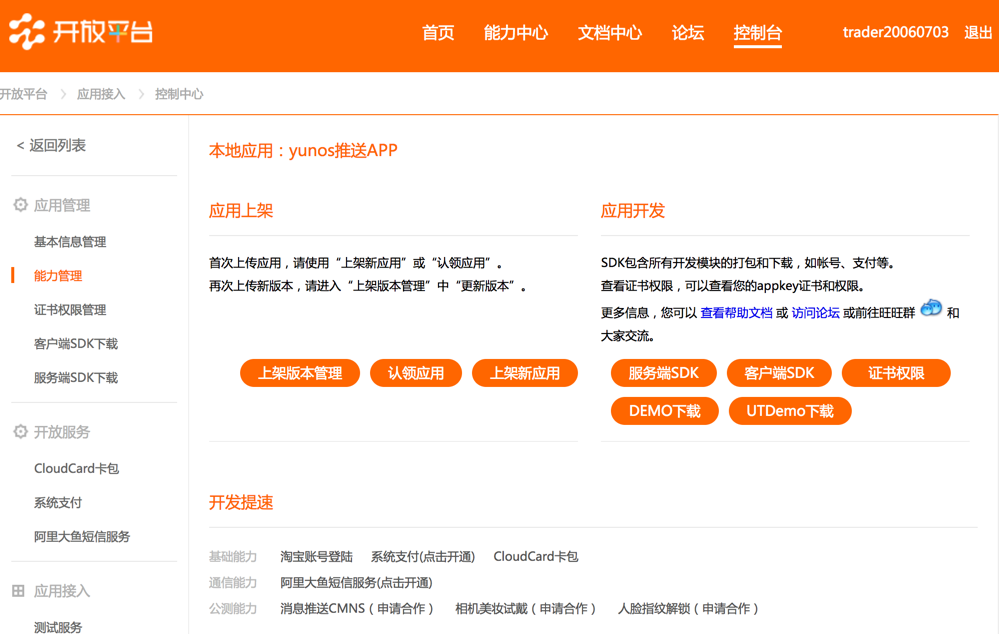 开放平台
首页 能力中心 文档中心 论坛 控制台 trader20060703 退出
开放平台 > 应用接入 > 控制中心
< 返回列表
应用管理
基本信息管理
能力管理
证书权限管理
客户端SDK下载
服务端SDK下载
开放服务
CloudCard卡包
系统支付
阿里大鱼短信服务
应用接入
测试服务
本地应用：yunos推送APP
应用上架
首次上传应用，请使用“上架新应用”或“认领应用”。
再次上传新版本，请进入“上架版本管理”中“更新版本”。
上架版本管理 认领应用 上架新应用
应用开发
SDK包含所有开发模块的打包和下载，如帐号、支付等。
查看证书权限，可以查看您的appkey证书和权限。
更多信息，您可以 查看帮助文档 或 访问论坛 或前往旺旺群 和
大家交流。
服务端SDK 客户端SDK 证书权限
DEMO下载 UTDemo下载
开发提速
基础能力 淘宝账号登陆 系统支付(点击开通) CloudCard卡包
通信能力 阿里大鱼短信服务(点击开通)
公测能力 消息推送CMNS（申请合作） 相机美妆试戴（申请合作） 人脸指纹解锁（申请合作）